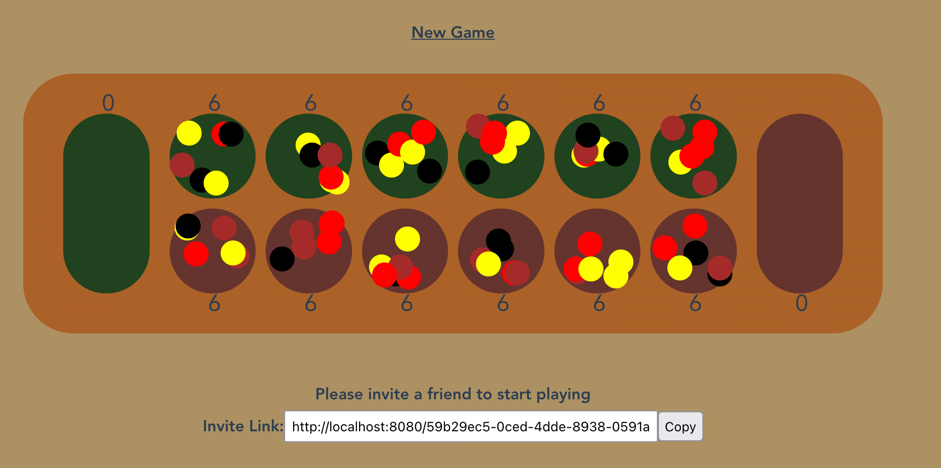 New Game
0 6 6 6 6 6 6
6 6 6 6 6 6 0
Please invite a friend to start playing
Invite Link: http://localhost:8080/59b29ec5-0ced-4dde-8938-0591a Copy